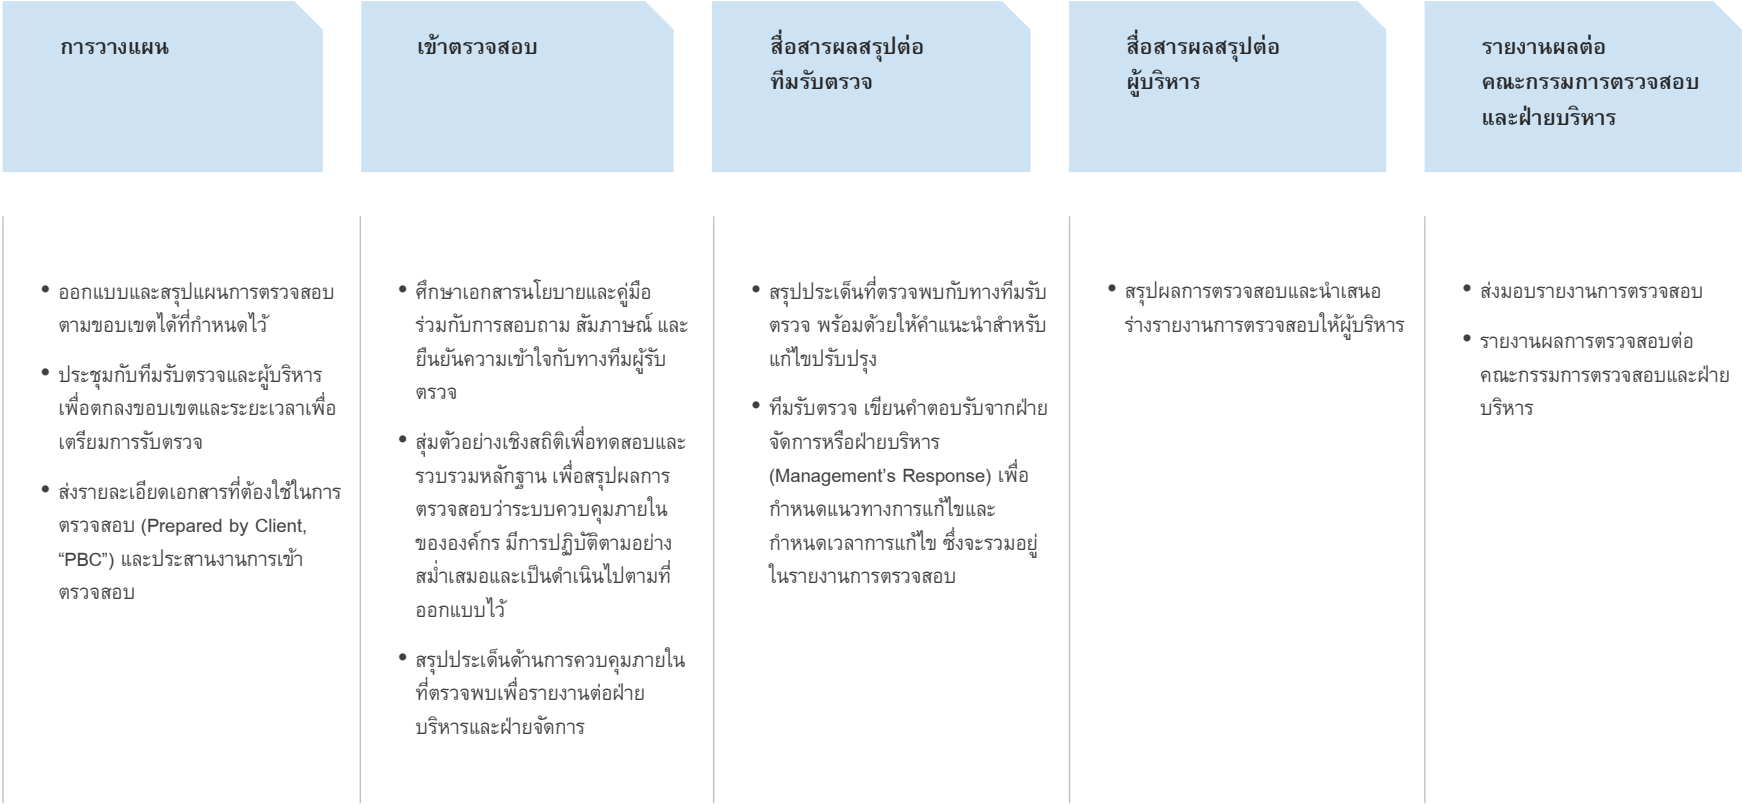 การวางแผน
เข้าตรวจสอบ
สื่อสารผลสรุปต่อ
ทีมรับตรวจ
สื่อสารผลสรุปต่อ
ผู้บริหาร
รายงานผลต่อ
คณะกรรมการตรวจสอบ
และฝ่ายบริหาร
• ออกแบบและสรุปแผนการตรวจสอบ
ตามขอบเขตได้ที่กำหนดไว้
• ประชุมกับทีมรับตรวจและผู้บริหาร
เพื่อตกลงขอบเขตและระยะเวลาเพื่อ
เตรียมการรับตรวจ
• ส่งรายละเอียดเอกสารที่ต้องใช้ในการ
ตรวจสอบ (Prepared by Client,
“PBC”) และประสานงานการเข้า
ตรวจสอบ
• ศึกษาเอกสารนโยบายและคู่มือ
ร่วมกับการสอบถาม สัมภาษณ์ และ
ยืนยันความเข้าใจกับทางทีมผู้รับ
ตรวจ
• สุ่มตัวอย่างเชิงสถิติเพื่อทดสอบและ
รวบรวมหลักฐาน เพื่อสรุปผลการ
ตรวจสอบว่าระบบควบคุมภายใน
ขององค์กร มีการปฏิบัติตามอย่าง
สม่ำเสมอและเป็นดำเนินไปตามที่
ออกแบบไว้
• สรุปประเด็นด้านการควบคุมภายใน
ที่ตรวจพบเพื่อรายงานต่อฝ่าย
บริหารและฝ่ายจัดการ
• สรุปประเด็นที่ตรวจพบกับทางทีมรับ
ตรวจ พร้อมด้วยให้คำแนะนำสำหรับ
แก้ไขปรับปรุง
• ทีมรับตรวจ เขียนคำตอบรับจากฝ่าย
จัดการหรือฝ่ายบริหาร
(Management’s Response) เพื่อ
กำหนดแนวทางการแก้ไขและ
กำหนดเวลาการแก้ไข ซึ่งจะรวมอยู่
ในรายงานการตรวจสอบ
• สรุปผลการตรวจสอบและนำเสนอ
ร่างรายงานการตรวจสอบให้ผู้บริหาร
• ส่งมอบรายงานการตรวจสอบ
• รายงานผลการตรวจสอบต่อ
คณะกรรมการตรวจสอบและฝ่าย
บริหาร